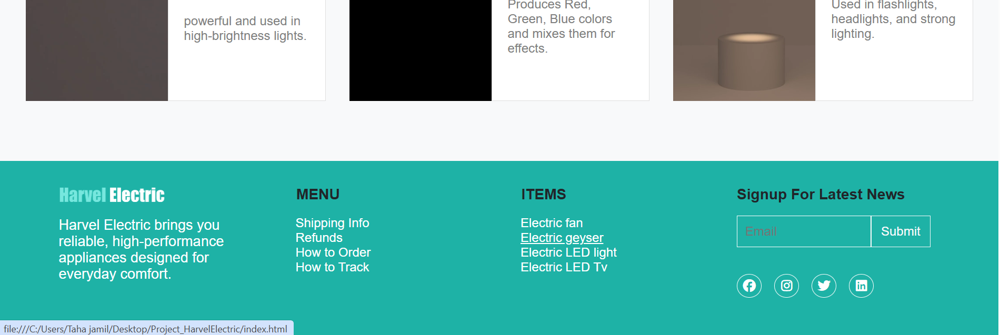 powerful and used in
high-brightness lights.
Produces Red,
Green, Blue colors
and mixes them for
effects.
Used in flashlights,
headlights, and strong
lighting.
Harvel Electric
Harvel Electric brings you
reliable, high-performance
appliances designed for
everyday comfort.
MENU
Shipping Info
Refunds
How to Order
How to Track
ITEMS
Electric fan
Electric geyser
Electric LED light
Electric LED Tv
Signup For Latest News
Email
Submit
file:///C:/Users/Taha jamil/Desktop/Project_HarvelElectric/index.html